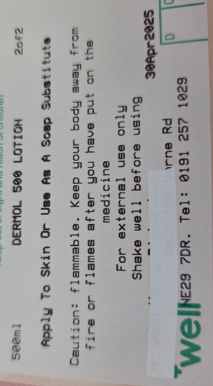 500ml DERMOL 500 LOTION 2of2
Apply To Skin Or Use As A Soap Substitute
Caution: flammable. Keep your body away from
fire or flames after you have put on the
medicine
For external use only
Shake well before using
30Apr2025
rne Rd
NE29 7DR. Tel: 0191 257 1029
well
D